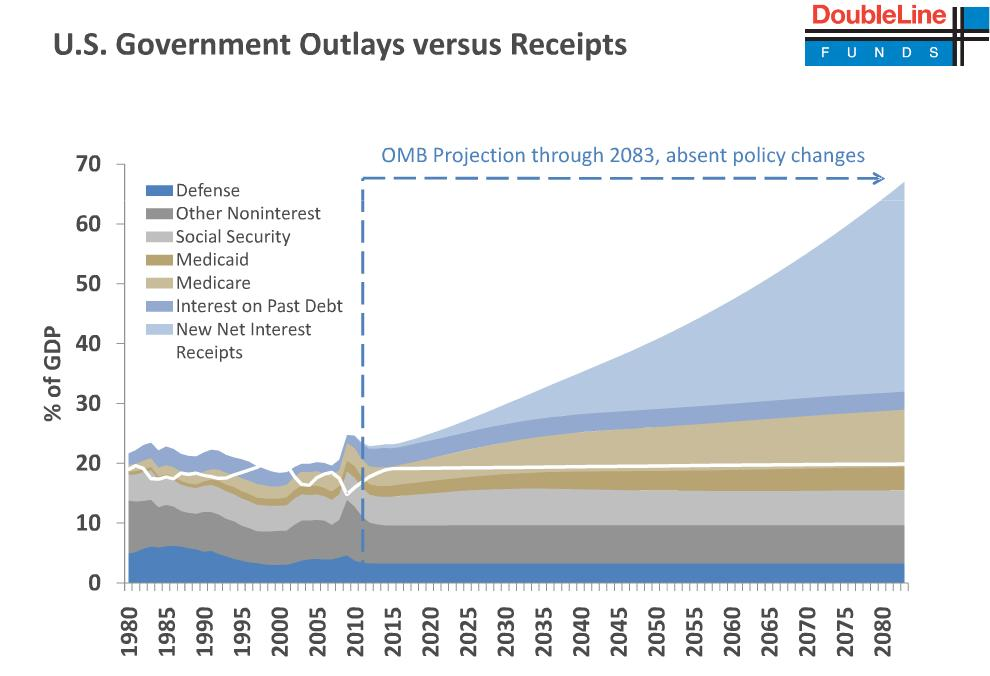 U.S. Government Outlays versus Receipts
DoubleLine
FUNDS
OMB Projection through 2083, absent policy changes
70
60
50
40
30
20
10
0
% of GDP
Defense
Other Noninterest
Social Security
Medicaid
Medicare
Interest on Past Debt
New Net Interest
Receipts
1980
1985
1990
1995
2000
2005
2010
2015
2020
2025
2030
2035
2040
2045
2050
2055
2060
2065
2070
2075
2080